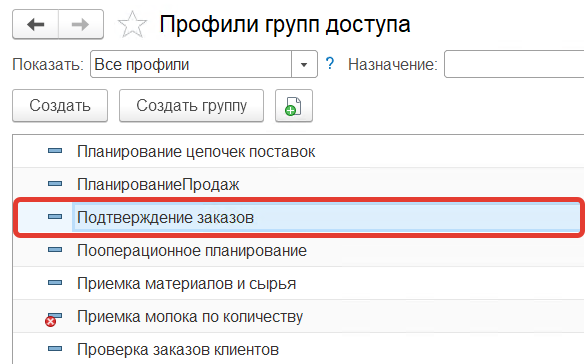 Профили групп доступа
Показать: Все профили ? Назначение:
Создать Создать группу
Планирование цепочек поставок
ПланированиеПродаж
Подтверждение заказов
Пооперационное планирование
Приемка материалов и сырья
Приемка молока по количеству
Проверка заказов клиентов